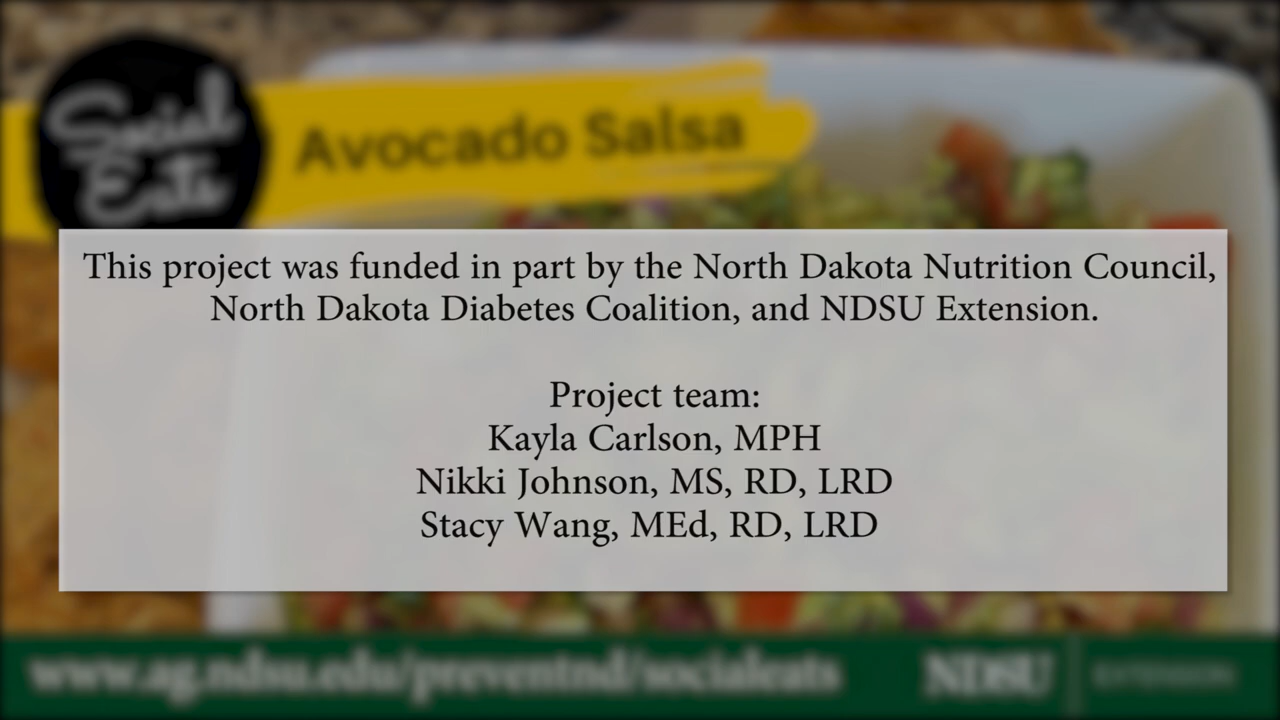 Social
Eats
Avocado Salsa
This project was funded in part by the North Dakota Nutrition Council,
North Dakota Diabetes Coalition, and NDSU Extension.
Project team:
Kayla Carlson, MPH
Nikki Johnson, MS, RD, LRD
Stacy Wang, MEd, RD, LRD
www.ag.ndsu.edu/preventnd/socialeats
NDSU EXTENSION